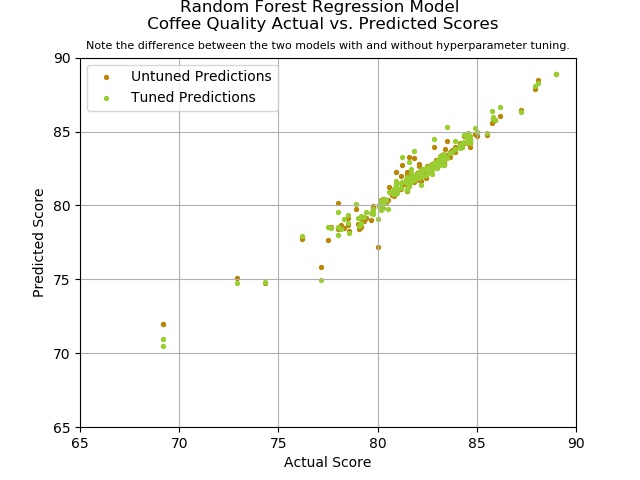 Random Forest Regression Model
Coffee Quality Actual vs. Predicted Scores
Note the difference between the two models with and without hyperparameter tuning.
Untuned Predictions
Tuned Predictions
90
85
80
75
70
65
Predicted Score
65 70 75 80 85 90
Actual Score